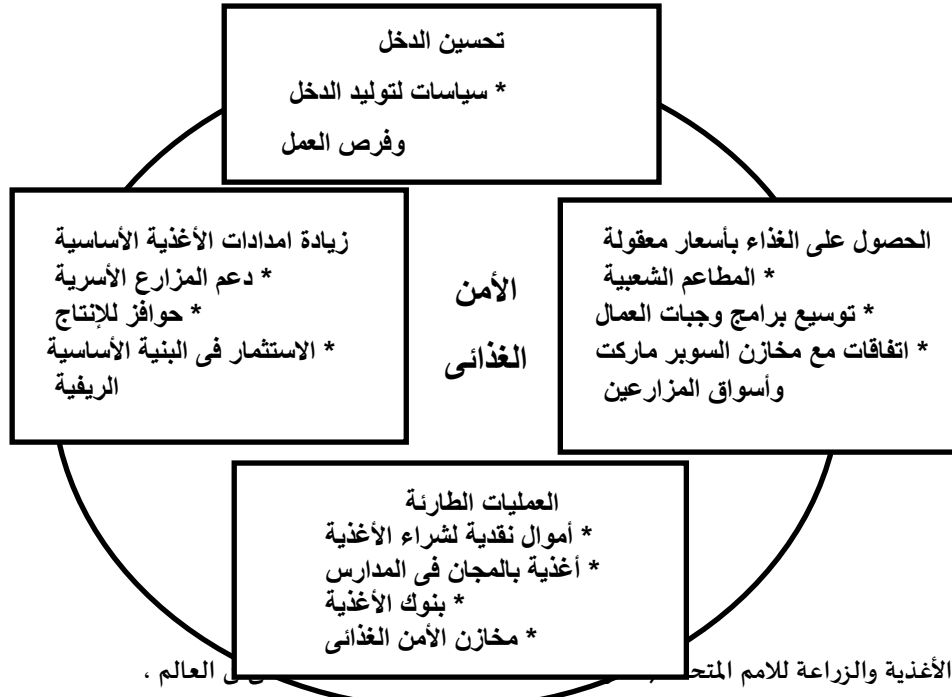 تحسين الدخل
* سياسات لتوليد الدخل
وفرص العمل
الحصول على الغذاء بأسعار معقولة
* المطاعم الشعبية
* توسيع برامج وجبات العمال
* اتفاقات مع مخازن السوبر ماركت
وأسواق المزارعين
الأمن
الغذائى
زيادة امدادات الأغذية الأساسية
* دعم المزارع الأسرية
* حوافز للإنتاج
* الاستثمار فى البنية الأساسية
الريفية
العمليات الطارئة
* أموال نقدية لشراء الأغذية
* أغذية بالمجان فى المدارس
* بنوك الأغذية
* مخازن الأمن الغذائى
الأغذية والزراعة للامم العالم ،